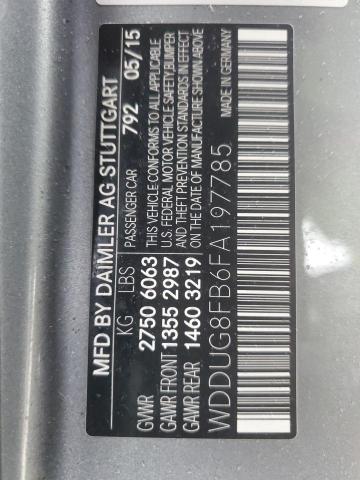 MFD BY DAIMLER AG-STUTTGART
PASSENGER CAR 792 05/15
KG LBS
GVWR 2750 6063
GAWR FRONT 1355 2987
GAWR REAR 1460 3219
THIS VEHICLE CONFORMS TO ALL APPLICABLE
U.S. FEDERAL MOTOR VEHICLE SAFETY, BUMPER
AND THEFT PREVENTION STANDARDS IN EFFECT
ON THE DATE OF MANUFACTURE SHOWN ABOVE
WDDUG8FB6FA197785
MADE IN GERMANY